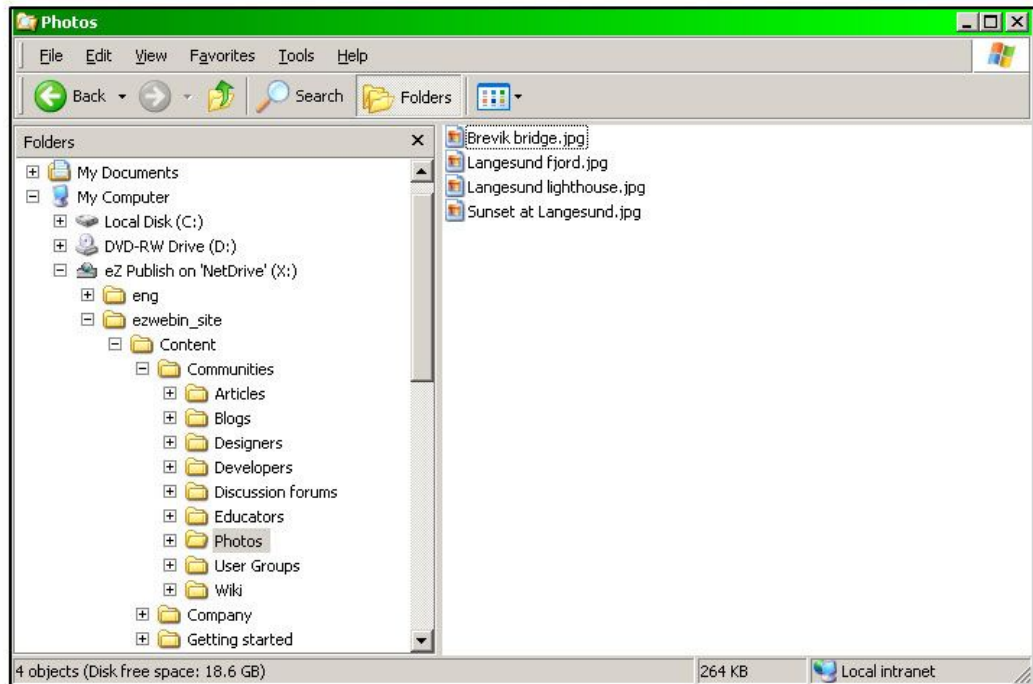 Photos
File Edit View Favorites Tools Help
Back Search Folders
Folders
My Documents
My Computer
Local Disk (C:)
DVD-RW Drive (D:)
eZ Publish on 'NetDrive' (X:)
eng
ezwebin_site
Content
Communities
Articles
Blogs
Designers
Developers
Discussion forums
Educators
Photos
User Groups
Wiki
Company
Getting started
Brevik bridge.jpg
Langesund fjord.jpg
Langesund lighthouse.jpg
Sunset at Langesund.jpg
4 objects (Disk free space: 18.6 GB) 264 KB Local intranet